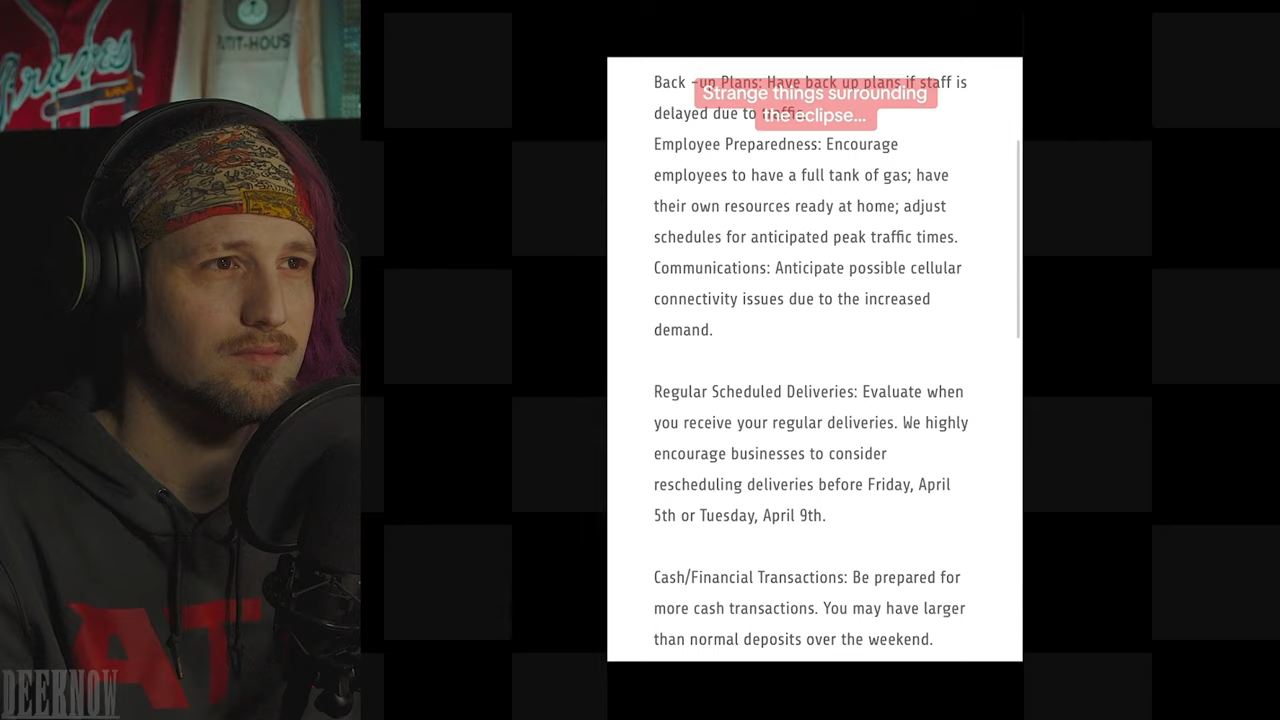 Braves
Back -up Plans: Have back up plans if staff is
delayed due to traffic.
Strange things surrounding
the eclipse...
Employee Preparedness: Encourage
employees to have a full tank of gas; have
their own resources ready at home; adjust
schedules for anticipated peak traffic times.
Communications: Anticipate possible cellular
connectivity issues due to the increased
demand.
Regular Scheduled Deliveries: Evaluate when
you receive your regular deliveries. We highly
encourage businesses to consider
rescheduling deliveries before Friday, April
5th or Tuesday, April 9th.
Cash/Financial Transactions: Be prepared for
more cash transactions. You may have larger
than normal deposits over the weekend.
AT
DEEKNOW